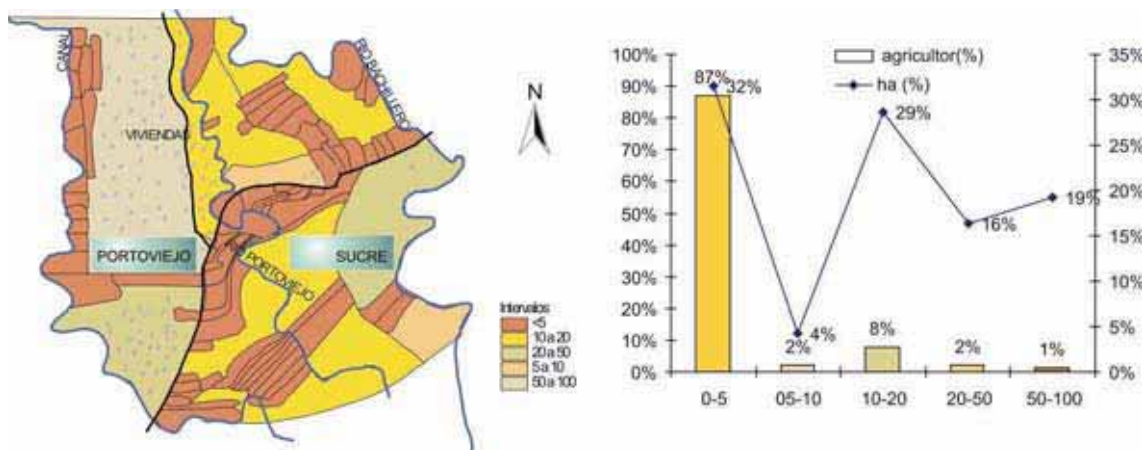 CANAL
RIO BACHILLERO
VIVIENDAS
PORTOVIEJO
RIO PORTOVIEJO
SUCRE
N
Intervalos
<5
10 a 20
20 a 50
5 a 10
50 a 100
agricultor(%)
ha (%)
100%
90%
80%
70%
60%
50%
40%
30%
20%
10%
0%
87%
32%
2%
4%
8%
29%
2%
16%
1%
19%
35%
30%
25%
20%
15%
10%
5%
0%
0-5
05-10
10-20
20-50
50-100